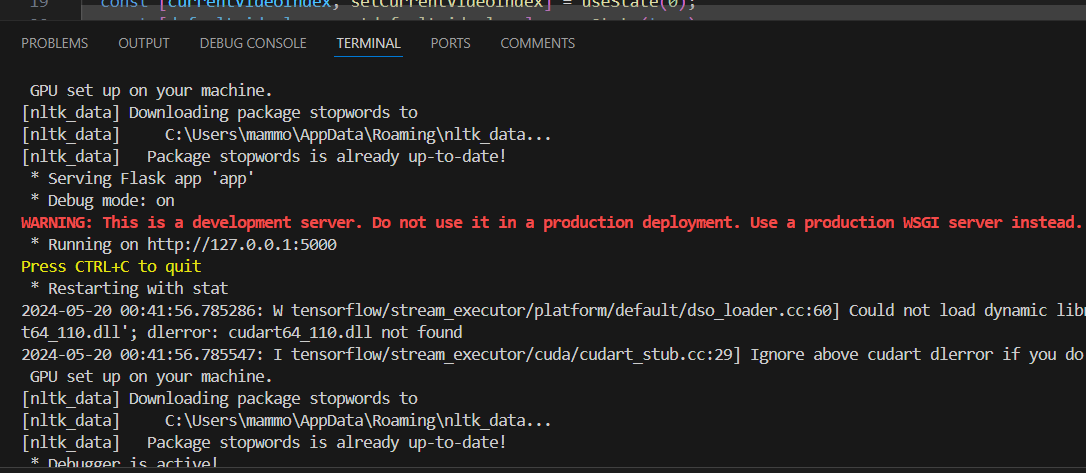 19 const [currentVideoIndex, setCurrentVideoIndex] = useState(0);
PROBLEMS OUTPUT DEBUG CONSOLE TERMINAL PORTS COMMENTS
GPU set up on your machine.
[nltk_data] Downloading package stopwords to
[nltk_data]     C:\Users\mammo\AppData\Roaming\nltk_data...
[nltk_data]   Package stopwords is already up-to-date!
 * Serving Flask app 'app'
 * Debug mode: on
WARNING: This is a development server. Do not use it in a production deployment. Use a production WSGI server instead.
 * Running on http://127.0.0.1:5000
Press CTRL+C to quit
 * Restarting with stat
2024-05-20 00:41:56.785286: W tensorflow/stream_executor/platform/default/dso_loader.cc:60] Could not load dynamic libr
t64_110.dll'; dlerror: cudart64_110.dll not found
2024-05-20 00:41:56.785547: I tensorflow/stream_executor/cuda/cudart_stub.cc:29] Ignore above cudart dlerror if you do
GPU set up on your machine.
[nltk_data] Downloading package stopwords to
[nltk_data]     C:\Users\mammo\AppData\Roaming\nltk_data...
[nltk_data]   Package stopwords is already up-to-date!
 * Debugger is active!